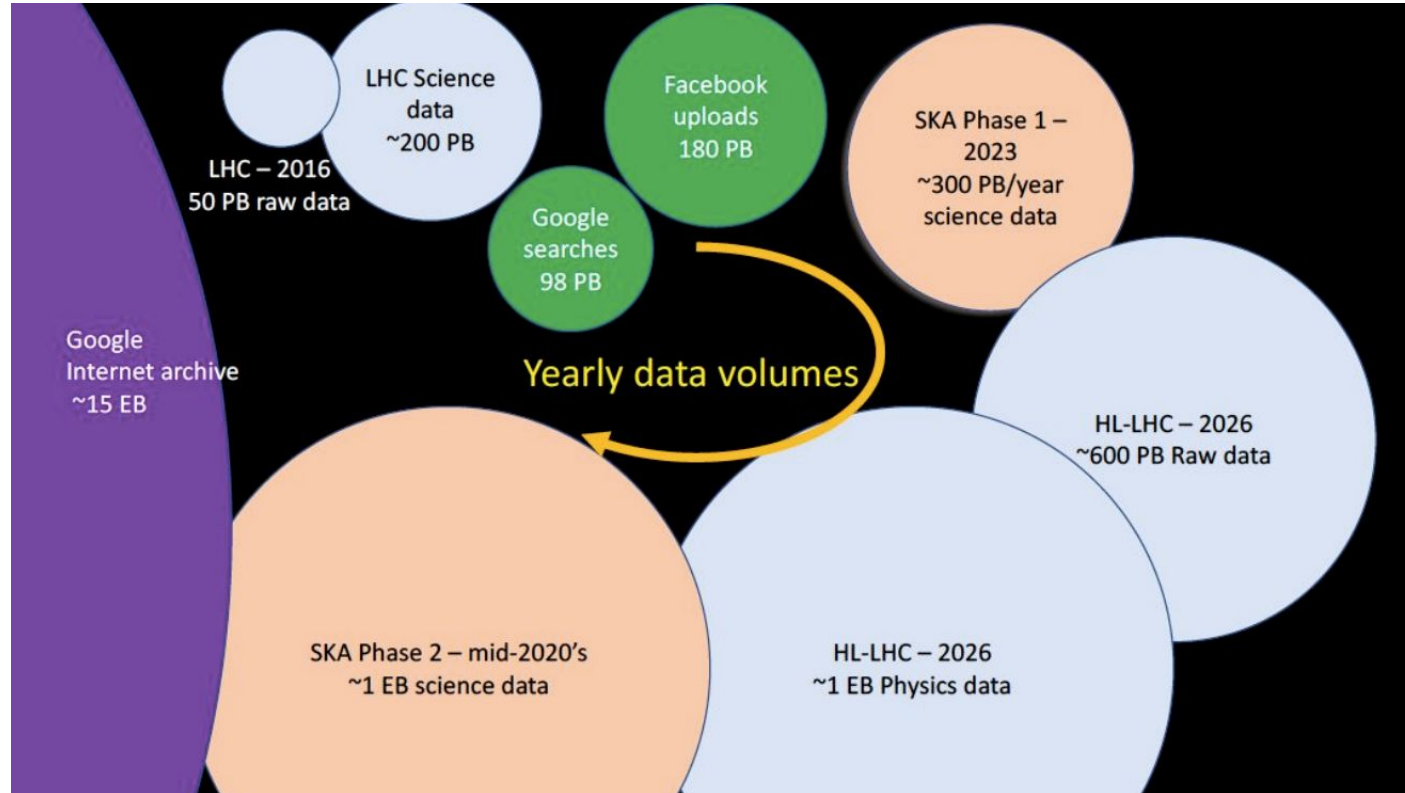 LHC Science
data
~200 PB
LHC – 2016
50 PB raw data
Facebook
uploads
180 PB
Google
searches
98 PB
SKA Phase 1 –
2023
~300 PB/year
science data
Google
Internet archive
~15 EB
Yearly data volumes
HL-LHC – 2026
~600 PB Raw data
SKA Phase 2 – mid-2020’s
~1 EB science data
HL-LHC – 2026
~1 EB Physics data